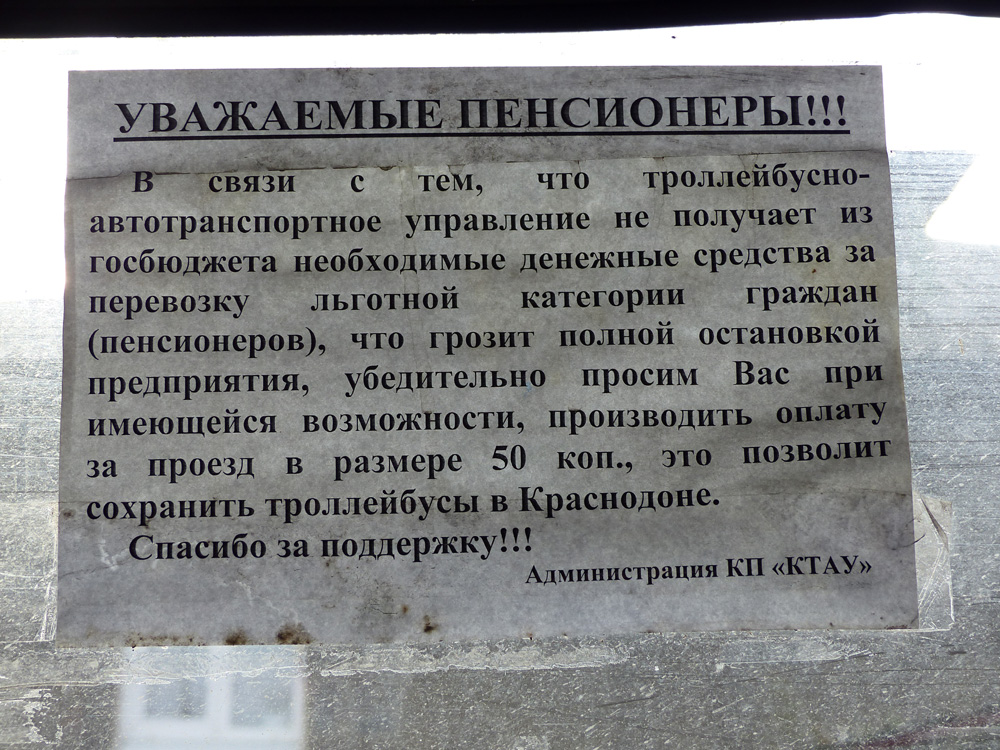 УВАЖАЕМЫЕ ПЕНСИОНЕРЫ!!!
В связи с тем, что троллейбусно-
автотранспортное управление не получает из
госбюджета необходимые денежные средства за
перевозку льготной категории граждан
(пенсионеров), что грозит полной остановкой
предприятия, убедительно просим Вас при
имеющейся возможности, производить оплату
за проезд в размере 50 коп., это позволит
сохранить троллейбусы в Краснодоне.
Спасибо за поддержку!!!
Администрация КП «КТАУ»